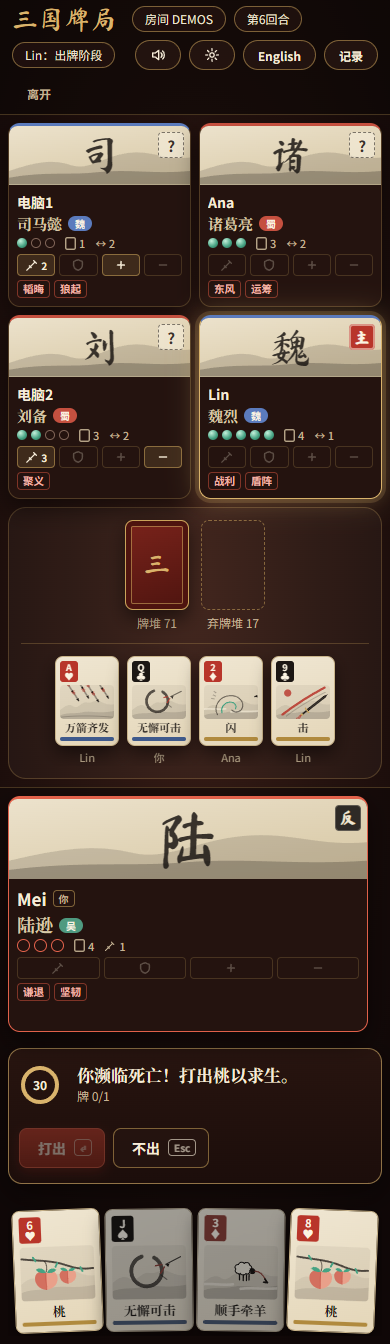 三国牌局
房间 DEMOS
第6回合
Lin：出牌阶段
English
记录
离开
司
?
电脑1
司马懿 魏
1 ↔ 2
2 + −
韬晦 狼起
诸
?
Ana
诸葛亮 蜀
3 ↔ 2
+ −
东风 运筹
刘
?
电脑2
刘备 蜀
3 ↔ 2
3 + −
聚义
魏
主
Lin
魏烈 魏
4 ↔ 1
+ −
战利 盾阵
三
牌堆 71
弃牌堆 17
A♥
万箭齐发
Lin
Q♣
无懈可击
你
2♦
闪
Ana
9♣
击
Lin
陆
反
Mei 你
陆逊 吴
4 1
+ −
谦退 坚韧
30
你濒临死亡！打出桃以求生。
牌 0/1
打出
不出 Esc
6♥
桃
J♠
无懈可击
3♦
顺手牵羊
8♥
桃